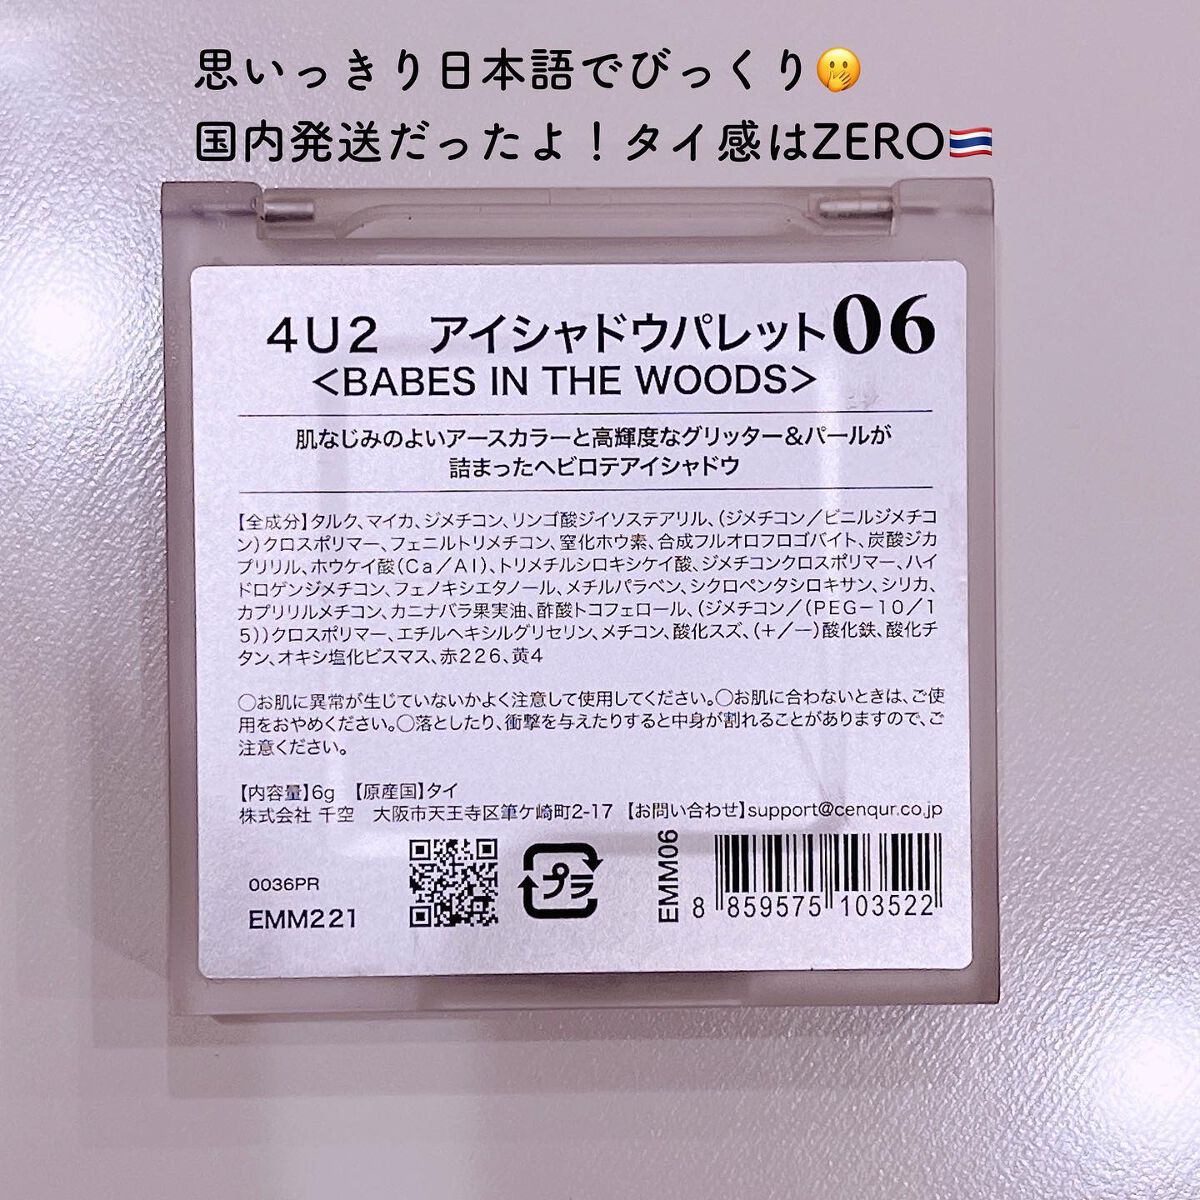 思いっきり日本語でびっくり🤭
国内発送だったよ！タイ感はZERO🇹🇭
4U2 アイシャドウパレット06
<BABES IN THE WOODS>
肌なじみのよいアースカラーと高輝度なグリッター＆パールが
詰まったヘビロテアイシャドウ
【全成分】タルク、マイカ、ジメチコン、リンゴ酸ジイソステアリル、（ジメチコン／ビニルジメチコ
ン）クロスポリマー、フェニルトリメチコン、窒化ホウ素、合成フルオロフロゴバイト、炭酸ジカ
プリリル、ホウケイ酸（Ca／Al）、トリメチルシロキシケイ酸、ジメチコンクロスポリマー、ハイ
ドロゲンジメチコン、フェノキシエタノール、メチルパラベン、シクロペンタシロキサン、シリカ、
カプリリルメチコン、カニナバラ果実油、酢酸トコフェロール、（ジメチコン／（PEG－10／1
5））クロスポリマー、エチルヘキシルグリセリン、メチコン、酸化スズ、（＋／－）酸化鉄、酸化チ
タン、オキシ塩化ビスマス、赤226、黄4
○お肌に異常が生じていないかよく注意して使用してください。○お肌に合わないときは、ご使
用をおやめください。○落としたり、衝撃を与えたりすると中身が割れることがありますので、ご
注意ください。
【内容量】6g 【原産国】タイ
株式会社 千空 大阪市天王寺区筆ケ崎町2-17 【お問い合わせ】support@cenqur.co.jp
0036PR
EMM221
プラ
EMM06
8 859575 103522